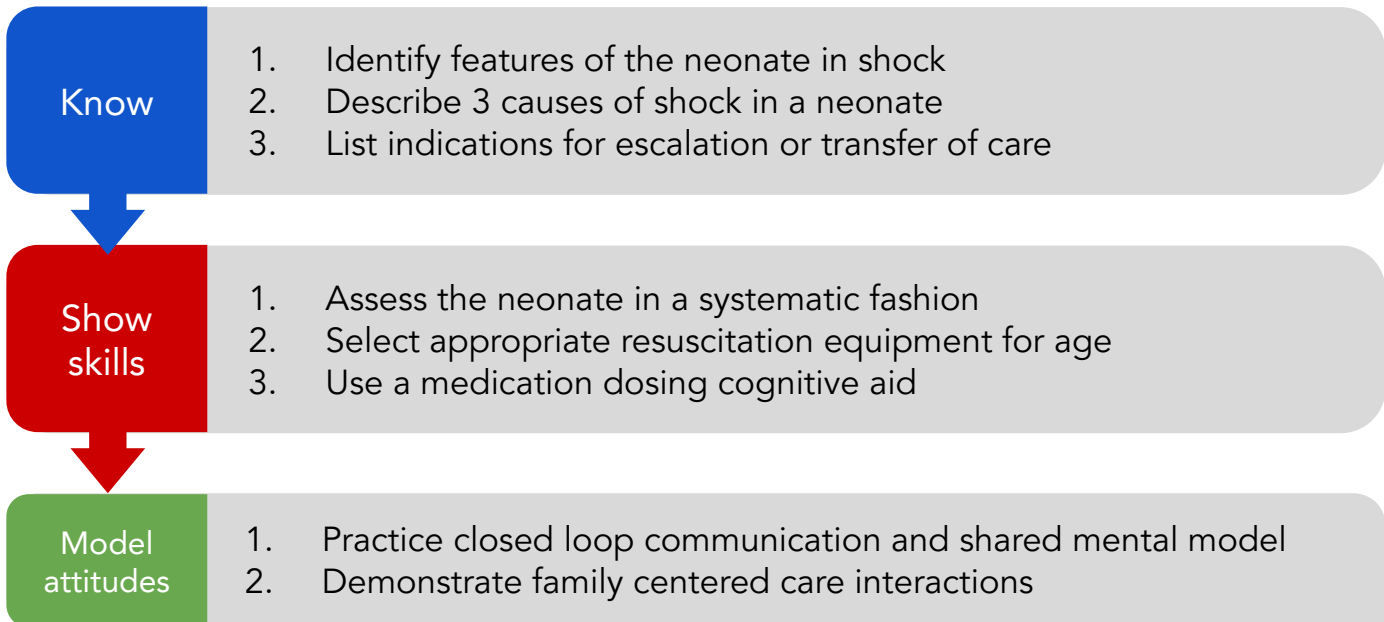 Know
1. Identify features of the neonate in shock
2. Describe 3 causes of shock in a neonate
3. List indications for escalation or transfer of care
Show
skills
1. Assess the neonate in a systematic fashion
2. Select appropriate resuscitation equipment for age
3. Use a medication dosing cognitive aid
Model
attitudes
1. Practice closed loop communication and shared mental model
2. Demonstrate family centered care interactions